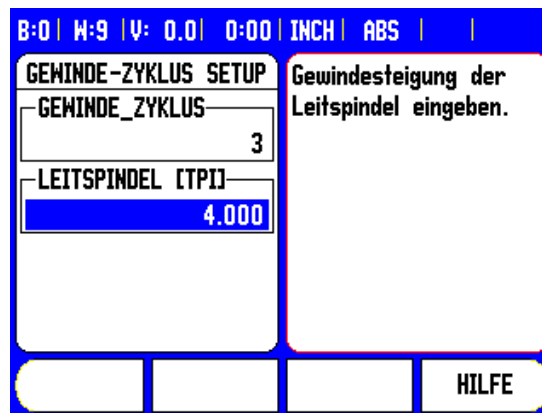 B:0| W:9 |V: 0.0| 0:00| INCH| ABS | |
GEWINDE-ZYKLUS SETUP
GEWINDE_ZYKLUS
3
LEITSPINDEL [TPI]
4.000
Gewindesteigung der
Leitspindel eingeben.
HILFE